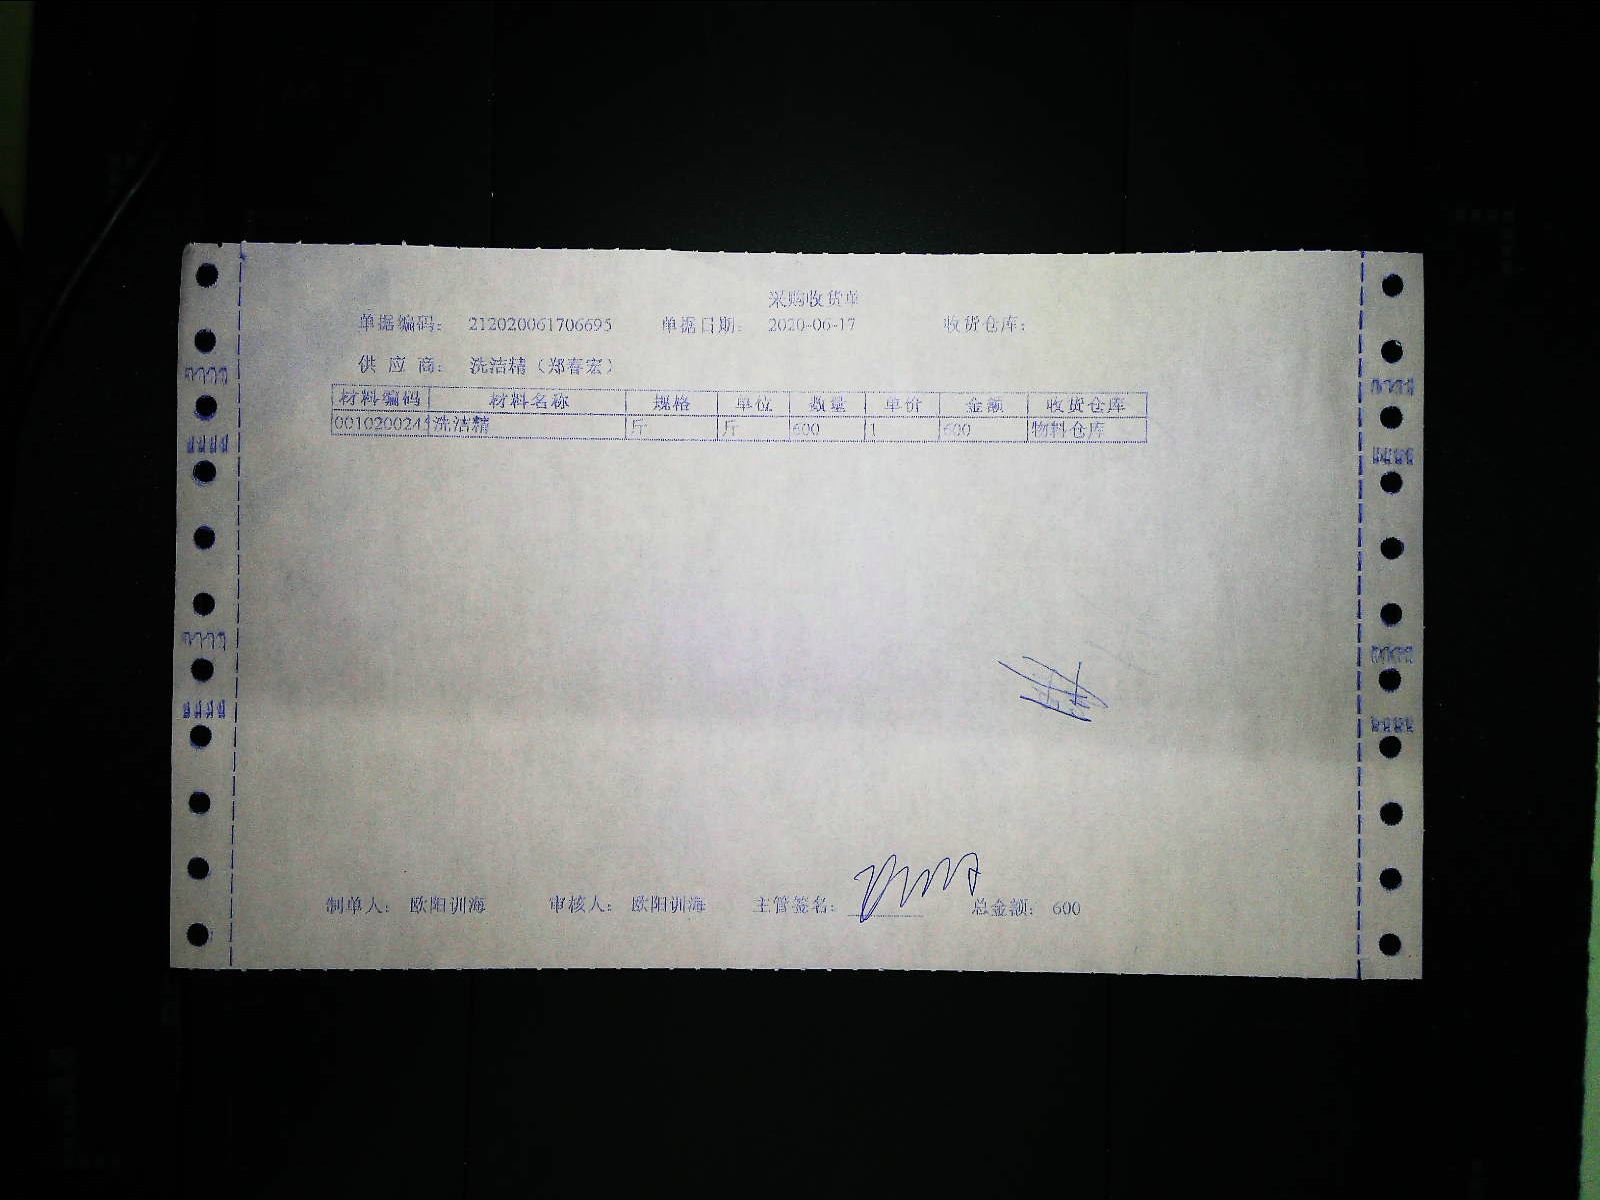 采购收货单
单据编码： 212020061706695 单据日期： 2020-06-17 收货仓库：
供 应 商： 洗洁精（郑春宏）
材料编码 材料名称 规格 单位 数量 单价 金额 收货仓库
0010200245 洗洁精 斤 斤 600 1 600 物料仓库
制单人： 欧阳训海 审核人： 欧阳训海 主管签名： 总金额： 600